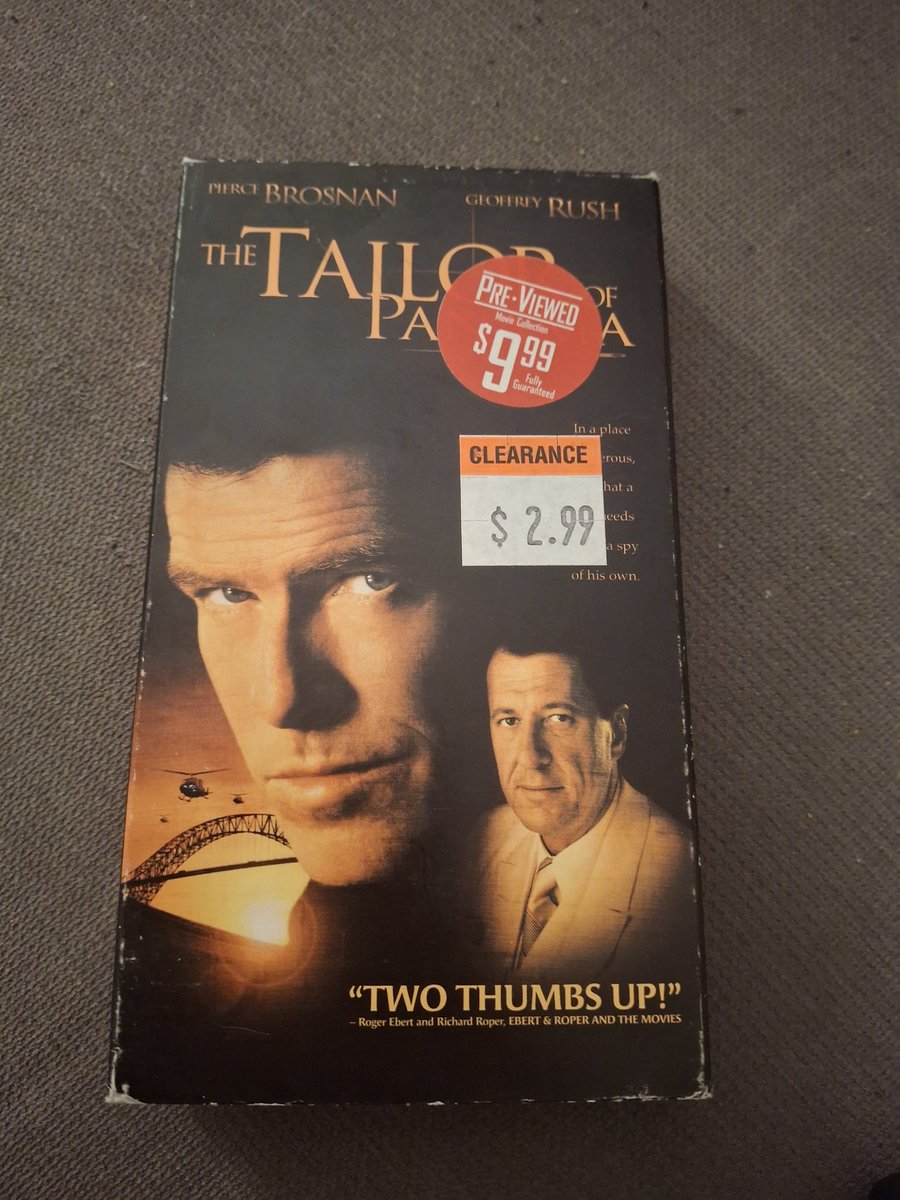 PIERCE BROSNAN
GEOFFREY RUSH
THE TAILOR OF
PA A
PRE-VIEWED
Movie Collection
$9.99
Fully
Guaranteed
CLEARANCE
$ 2.99
In a place
erous,
hat a
needs
a spy
of his own.
“TWO THUMBS UP!”
– Roger Ebert and Richard Roper, EBERT & ROPER AND THE MOVIES